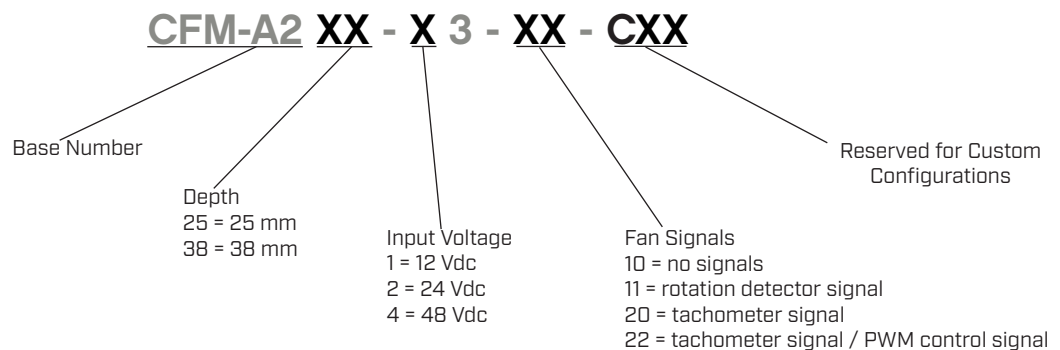 CFM-A2 XX - X 3 - XX - CXX
Base Number
Depth
25 = 25 mm
38 = 38 mm
Input Voltage
1 = 12 Vdc
2 = 24 Vdc
4 = 48 Vdc
Fan Signals
10 = no signals
11 = rotation detector signal
20 = tachometer signal
22 = tachometer signal / PWM control signal
Reserved for Custom
Configurations